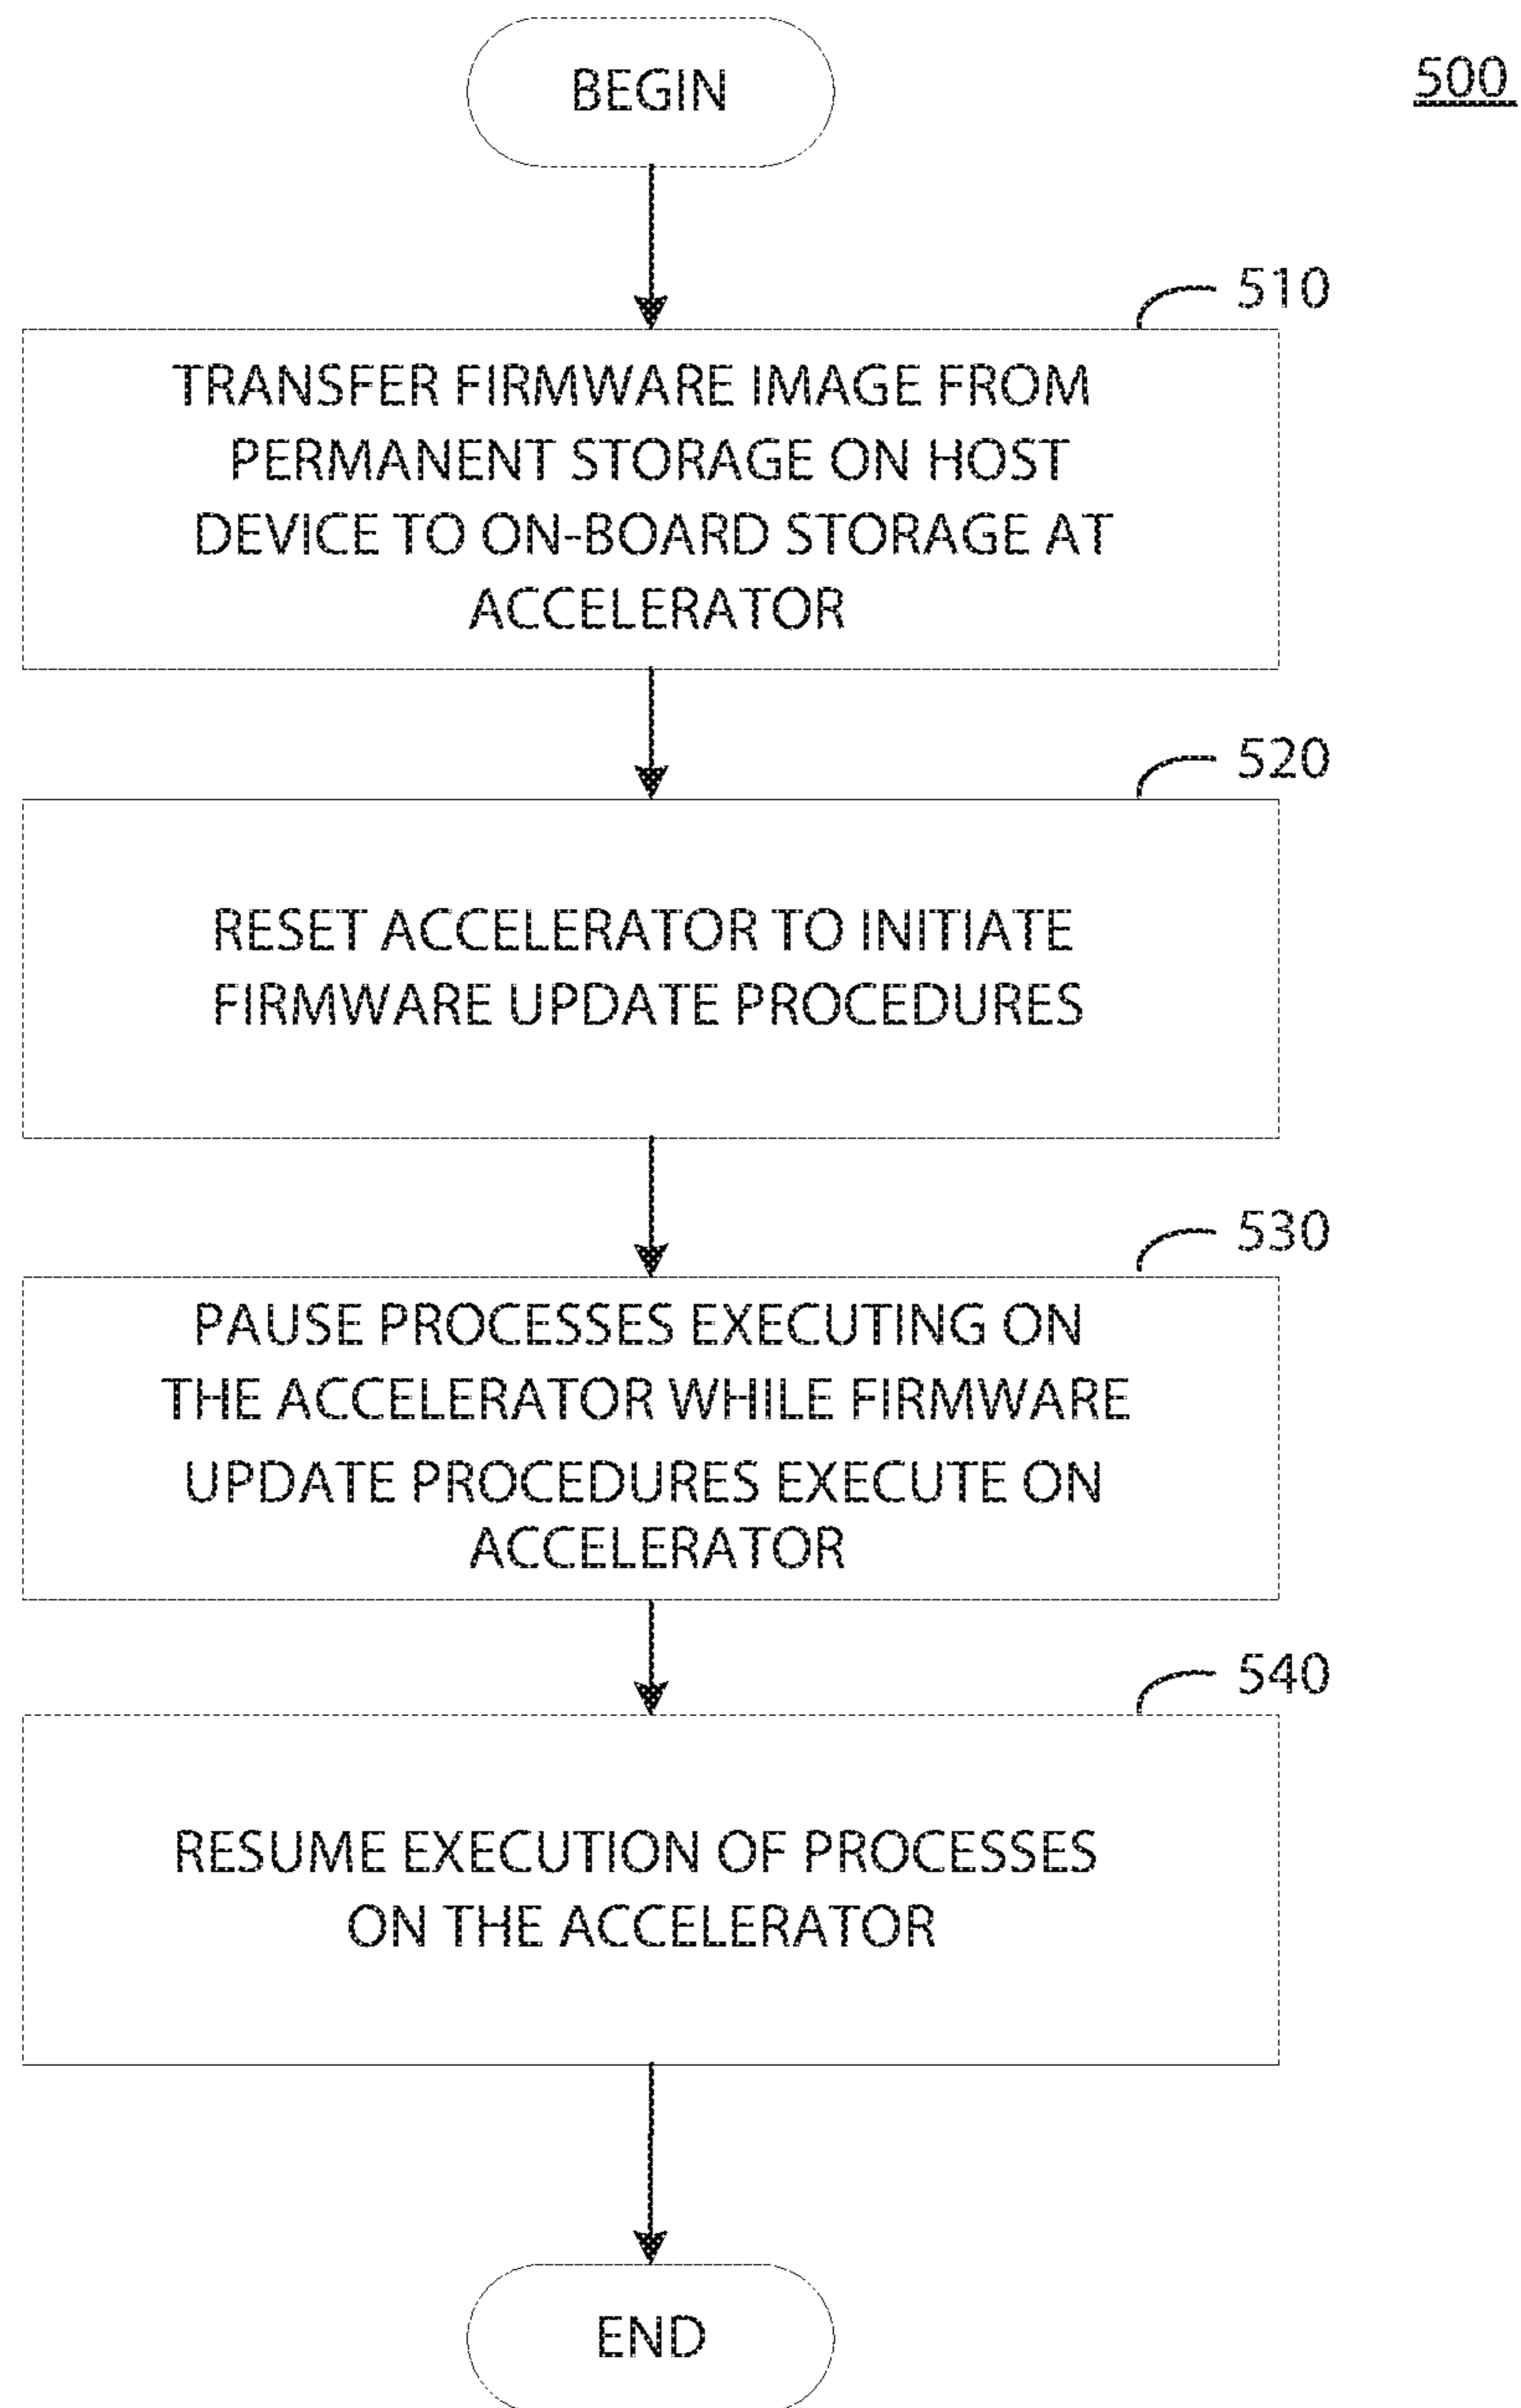 BEGIN
500
510
TRANSFER FIRMWARE IMAGE FROM
PERMANENT STORAGE ON HOST
DEVICE TO ON-BOARD STORAGE AT
ACCELERATOR
520
RESET ACCELERATOR TO INITIATE
FIRMWARE UPDATE PROCEDURES
530
PAUSE PROCESSES EXECUTING ON
THE ACCELERATOR WHILE FIRMWARE
UPDATE PROCEDURES EXECUTE ON
ACCELERATOR
540
RESUME EXECUTION OF PROCESSES
ON THE ACCELERATOR
END